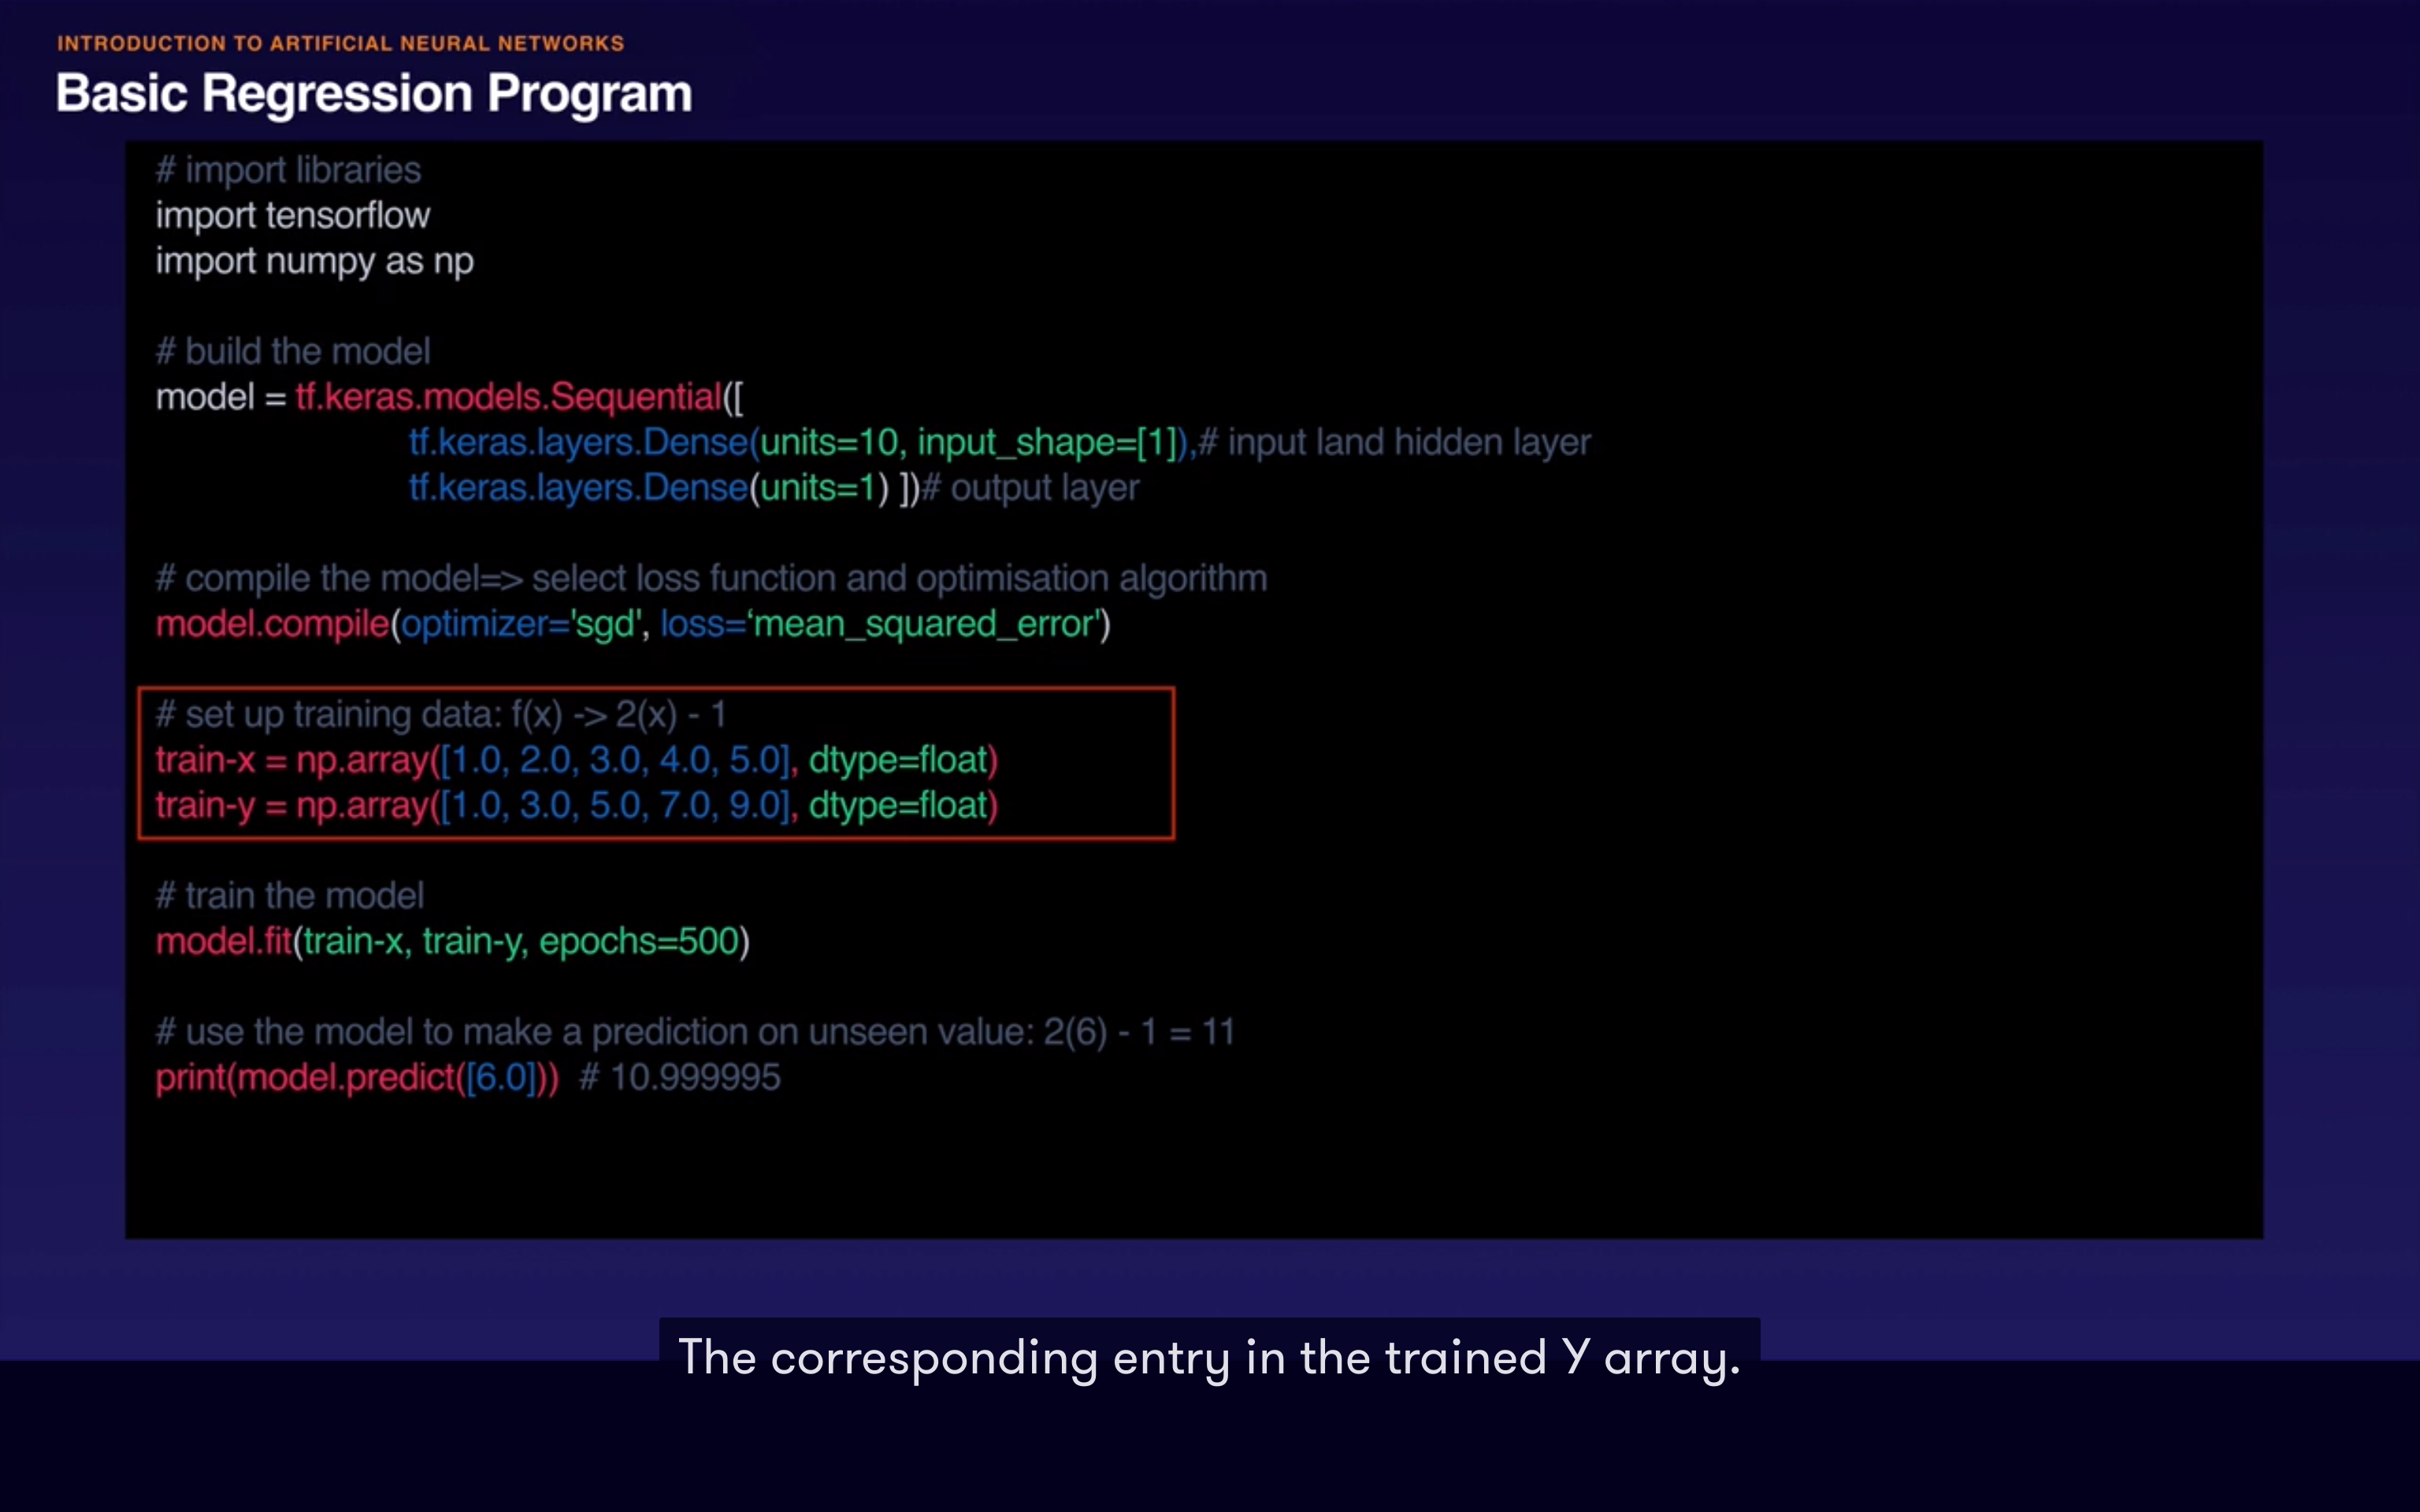 INTRODUCTION TO ARTIFICIAL NEURAL NETWORKS
Basic Regression Program
# import libraries
import tensorflow
import numpy as np
# build the model
model = tf.keras.models.Sequential([
tf.keras.layers.Dense(units=10, input_shape=[1]),# input land hidden layer
tf.keras.layers.Dense(units=1) ])# output layer
# compile the model=> select loss function and optimisation algorithm
model.compile(optimizer='sgd', loss=‘mean_squared_error')
# set up training data: f(x) -> 2(x) - 1
train-x = np.array([1.0, 2.0, 3.0, 4.0, 5.0], dtype=float)
train-y = np.array([1.0, 3.0, 5.0, 7.0, 9.0], dtype=float)
# train the model
model.fit(train-x, train-y, epochs=500)
# use the model to make a prediction on unseen value: 2(6) - 1 = 11
print(model.predict([6.0])) # 10.999995
The corresponding entry in the trained Y array.